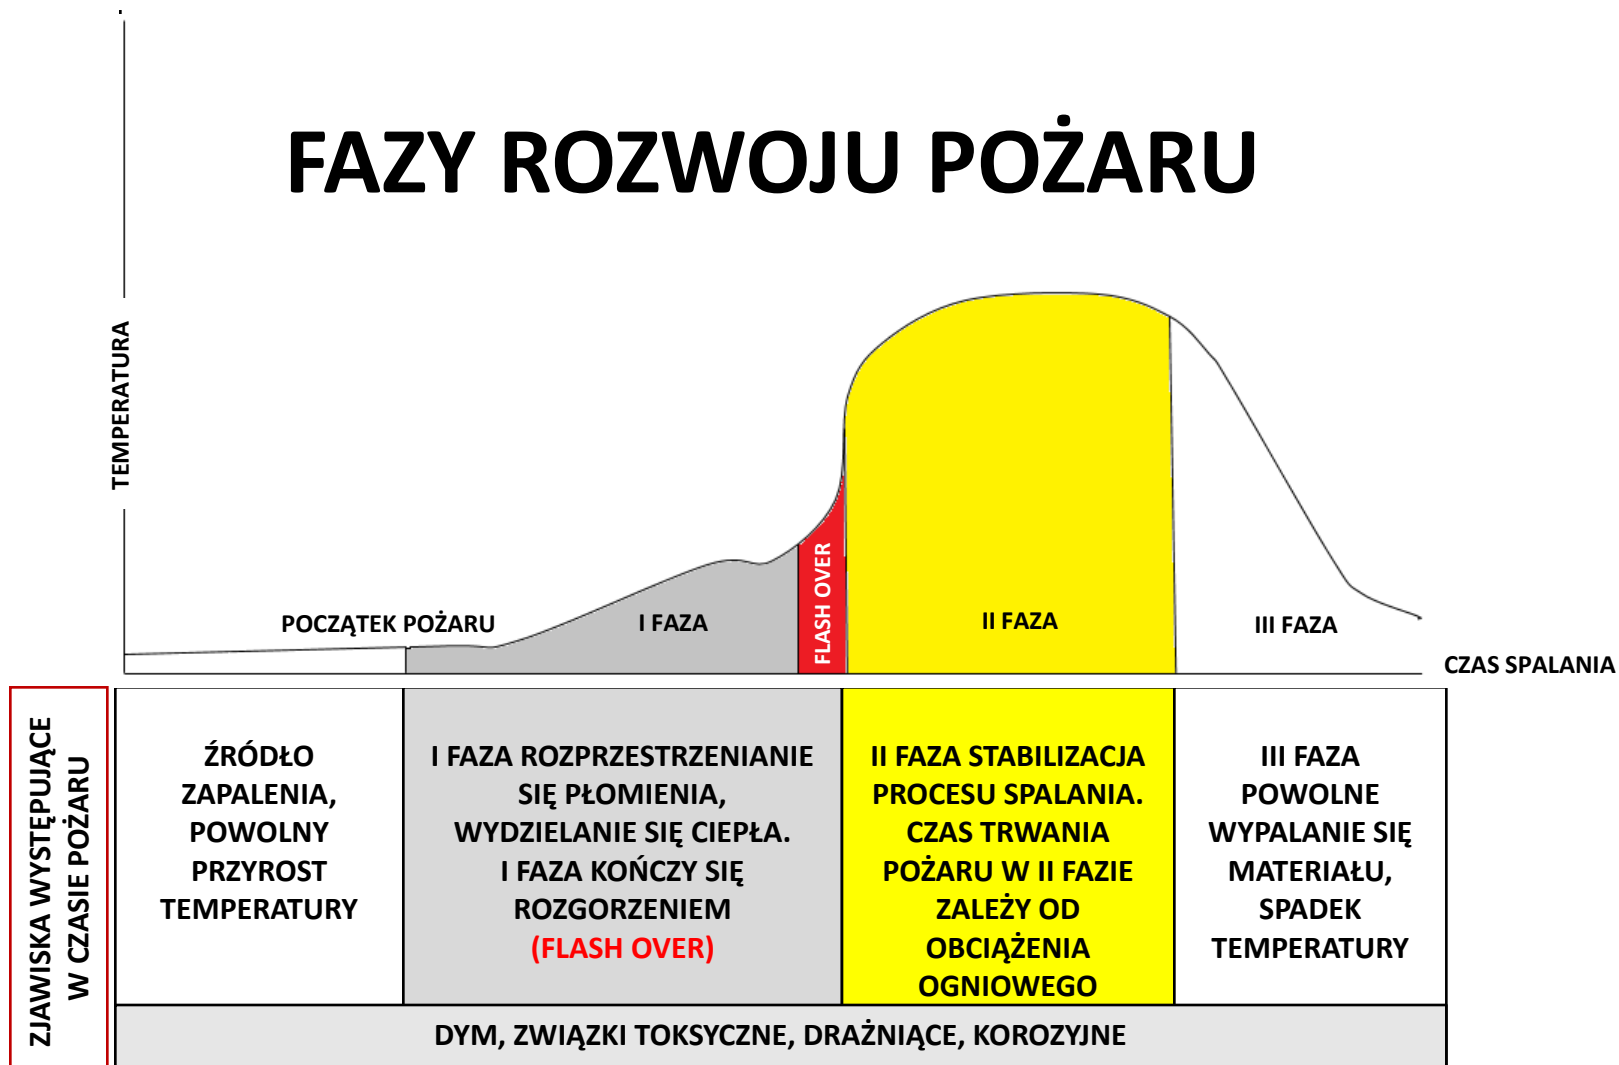 FAZY ROZWOJU POŻARU
TEMPERATURA
POCZĄTEK POŻARU
I FAZA
FLASH OVER
II FAZA
III FAZA
CZAS SPALANIA
ZJAWISKA WYSTĘPUJĄCE
W CZASIE POŻARU
ŹRÓDŁO
ZAPALENIA,
POWOLNY
PRZYROST
TEMPERATURY
I FAZA ROZPRZESTRZENIANIE
SIĘ PŁOMIENIA,
WYDZIELANIE SIĘ CIEPŁA.
I FAZA KOŃCZY SIĘ
ROZGORZENIEM
(FLASH OVER)
II FAZA STABILIZACJA
PROCESU SPALANIA.
CZAS TRWANIA
POŻARU W II FAZIE
ZALEŻY OD
OBCIĄŻENIA
OGNIOWEGO
III FAZA
POWOLNE
WYPALANIE SIĘ
MATERIAŁU,
SPADEK
TEMPERATURY
DYM, ZWIĄZKI TOKSYCZNE, DRAŻNIĄCE, KOROZYJNE